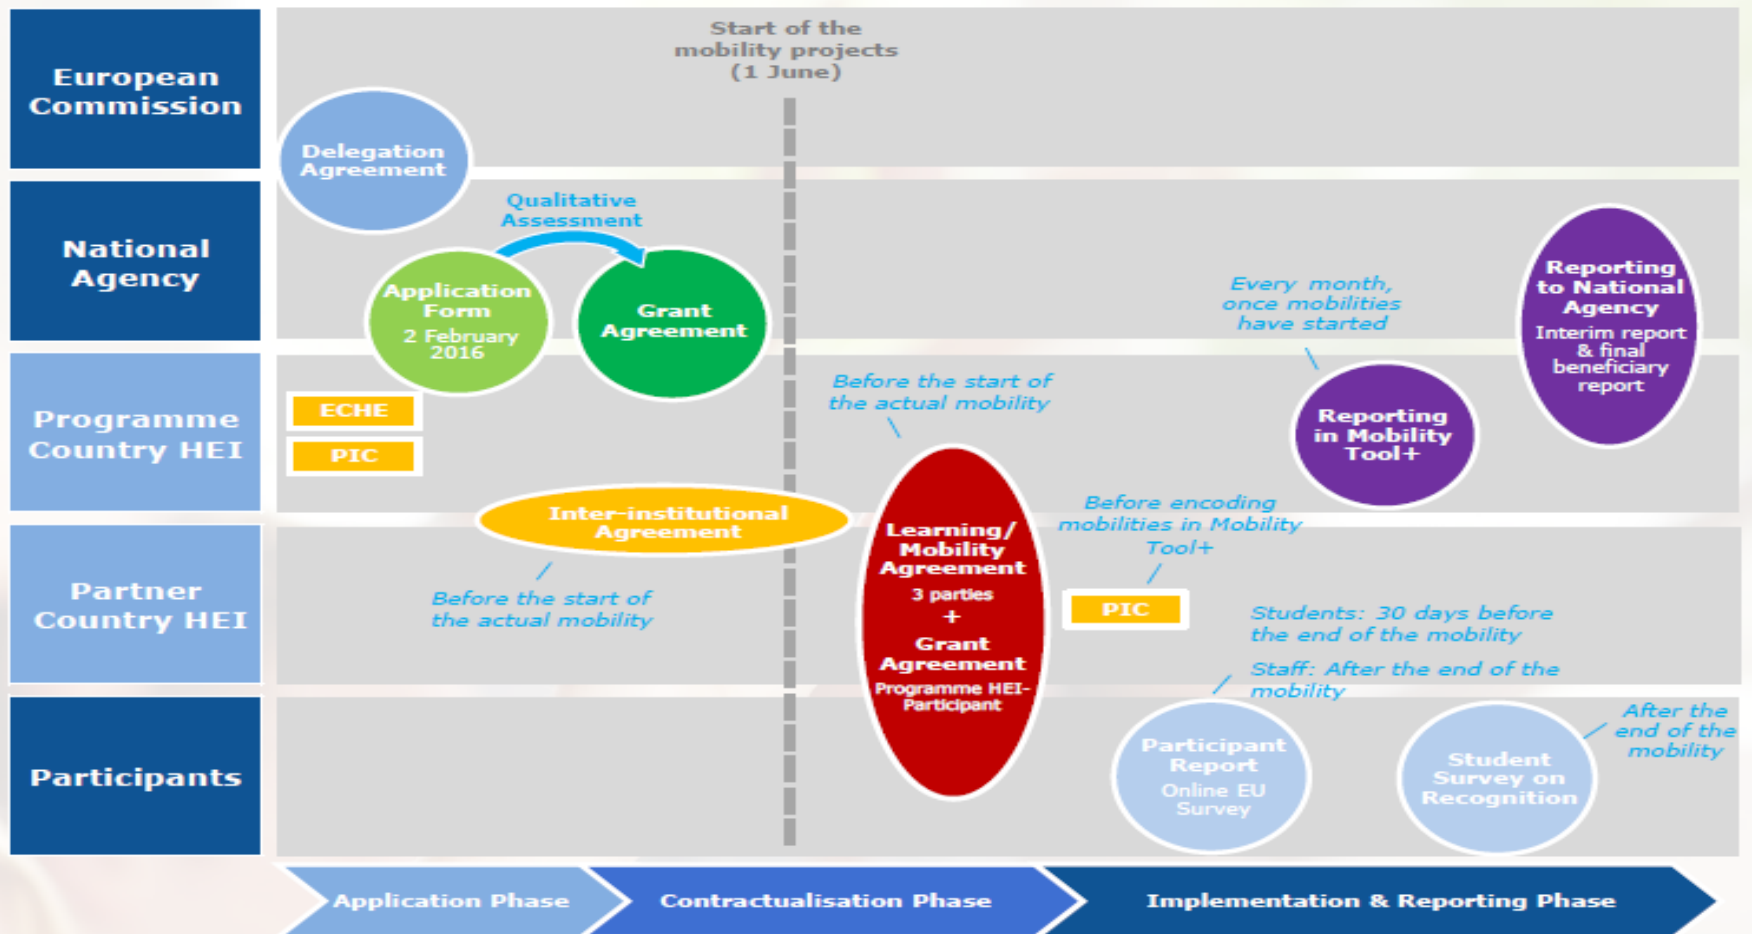 European
Commission
Start of the
mobility projects
(1 June)
Delegation
Agreement
National
Agency
Qualitative
Assessment
Application
Form
2 February
2016
Grant
Agreement
Every month,
once mobilities
have started
Reporting
to National
Agency
Interim report
& final
beneficiary
report
Programme
Country HEI
ECHE
PIC
Before the start of
the actual mobility
Reporting
in Mobility
Tool+
Inter-institutional
Agreement
Before the start of
the actual mobility
Learning/
Mobility
Agreement
3 parties
+
Grant
Agreement
Programme HEI-
Participant
Before encoding
mobilities in Mobility
Tool+
Partner
Country HEI
PIC
Students: 30 days before
the end of the mobility
Staff: After the end of the
mobility
Participants
Participant
Report
Online EU
Survey
Student
Survey on
Recognition
After the
end of the
mobility
Application Phase
Contractualisation Phase
Implementation & Reporting Phase